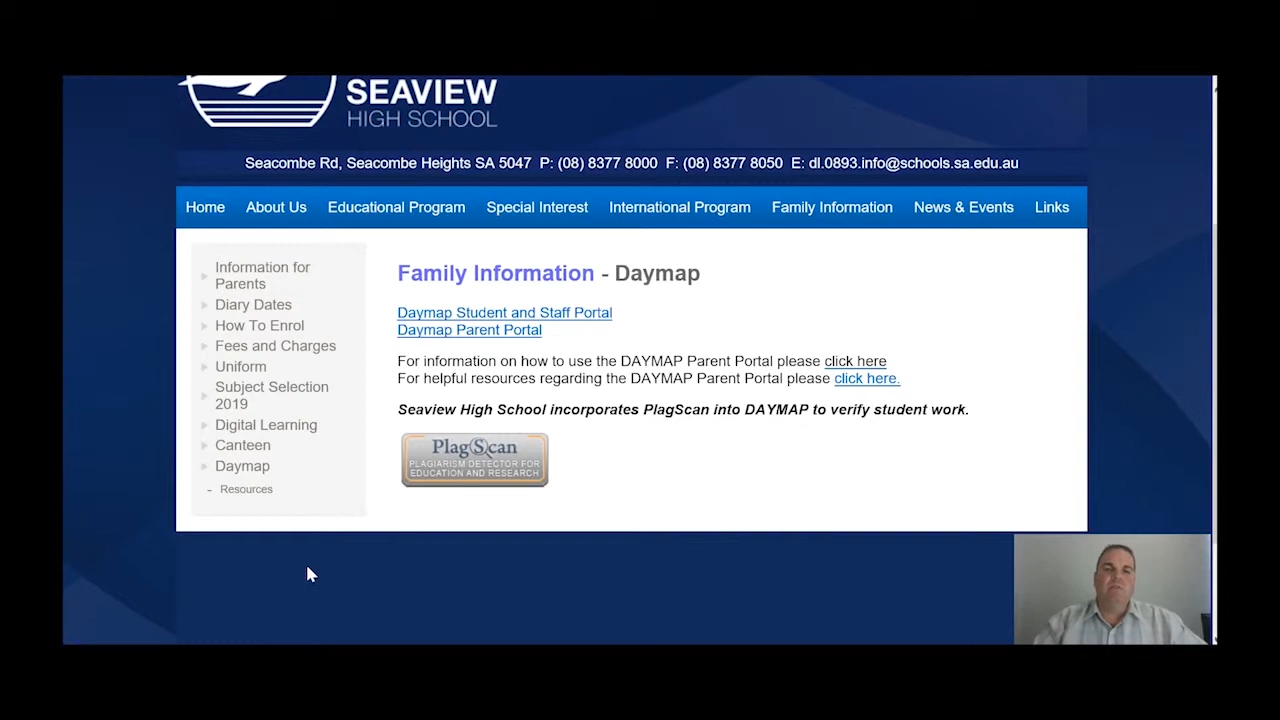 SEAVIEW
HIGH SCHOOL
Seacombe Rd, Seacombe Heights SA 5047 P: (08) 8377 8000 F: (08) 8377 8050 E: dl.0893.info@schools.sa.edu.au
Home About Us Educational Program Special Interest International Program Family Information News & Events Links
Information for
Parents
Diary Dates
How To Enrol
Fees and Charges
Uniform
Subject Selection
2019
Digital Learning
Canteen
Daymap
- Resources
Family Information - Daymap
Daymap Student and Staff Portal
Daymap Parent Portal
For information on how to use the DAYMAP Parent Portal please click here
For helpful resources regarding the DAYMAP Parent Portal please click here.
Seaview High School incorporates PlagScan into DAYMAP to verify student work.
PlagScan
PLAGIARISM DETECTOR FOR
EDUCATION AND RESEARCH